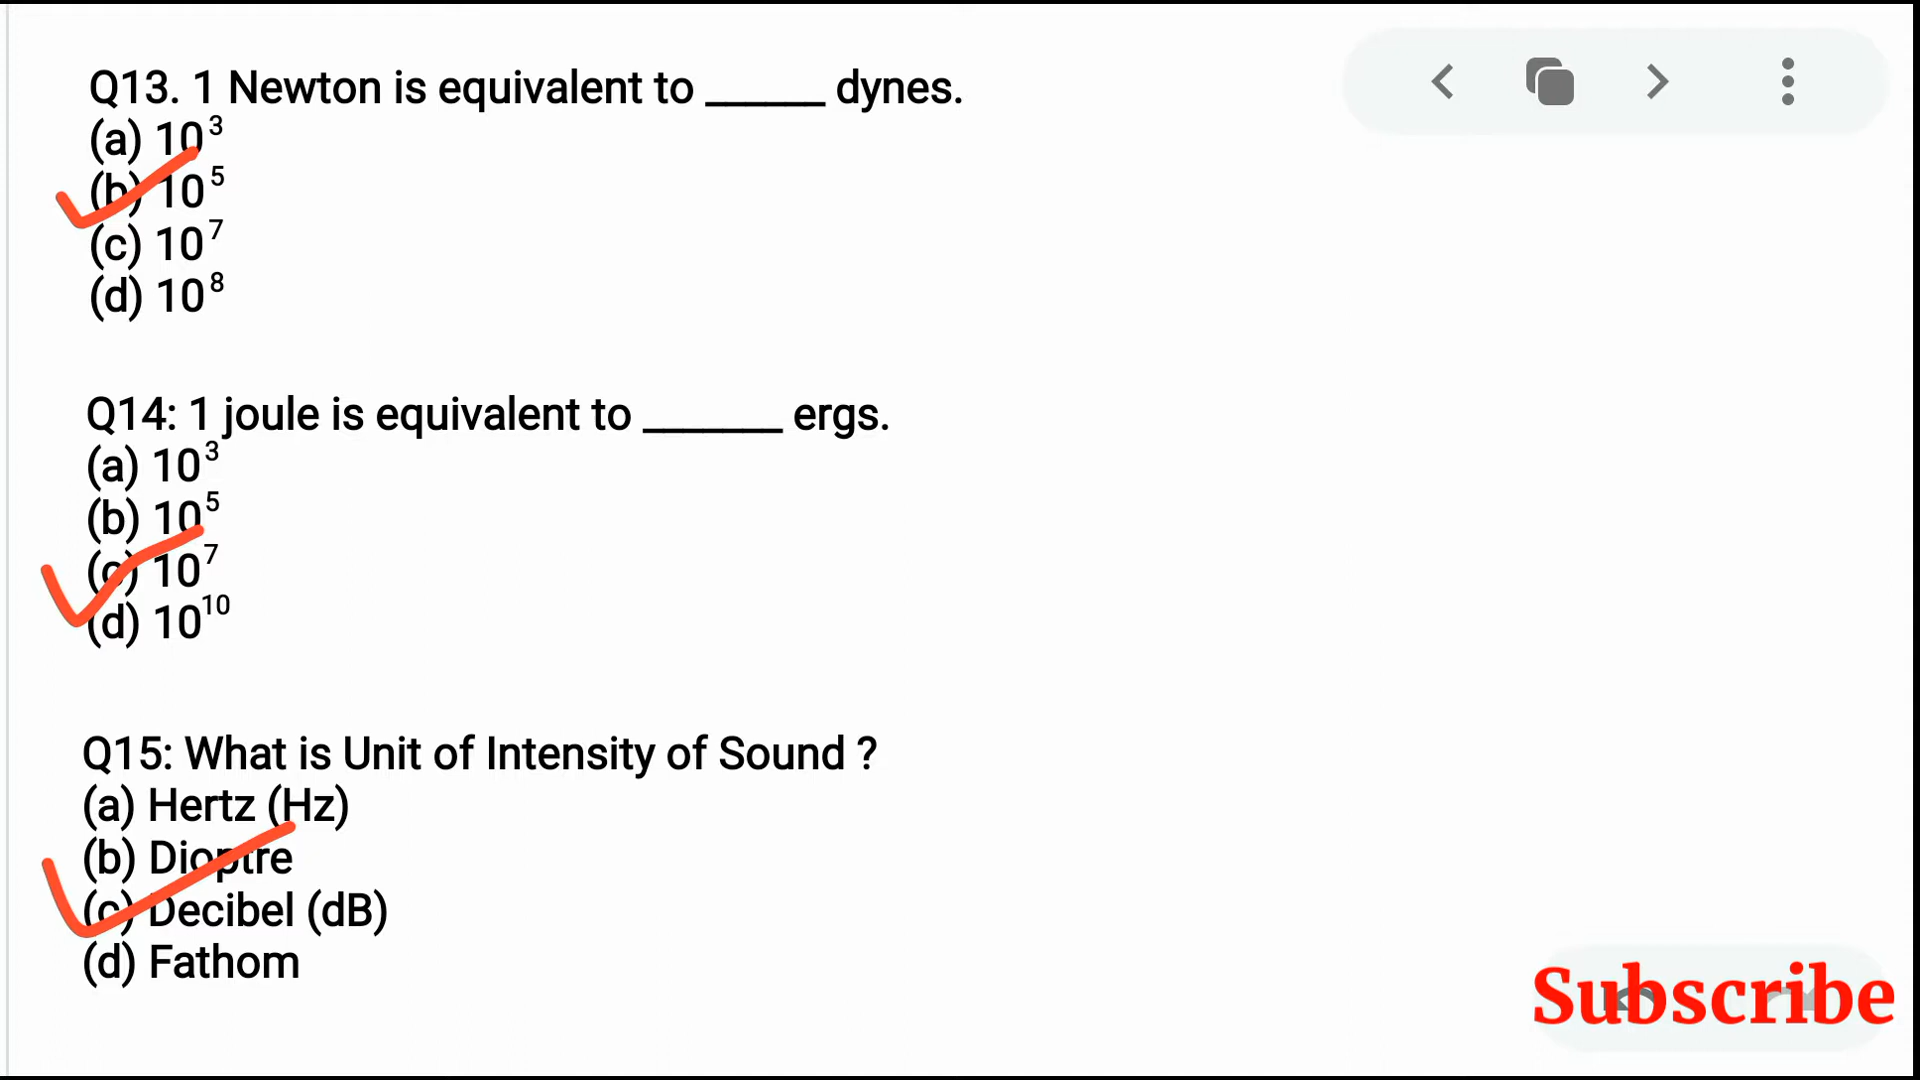 Q13. 1 Newton is equivalent to ______ dynes.
(a) 10³
(b) 10⁵
(c) 10⁷
(d) 10⁸
Q14: 1 joule is equivalent to _______ ergs.
(a) 10³
(b) 10⁵
(c) 10⁷
(d) 10¹⁰
Q15: What is Unit of Intensity of Sound ?
(a) Hertz (Hz)
(b) Dioptre
(c) Decibel (dB)
(d) Fathom
Subscribe